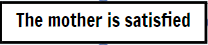 The mother is satisfied